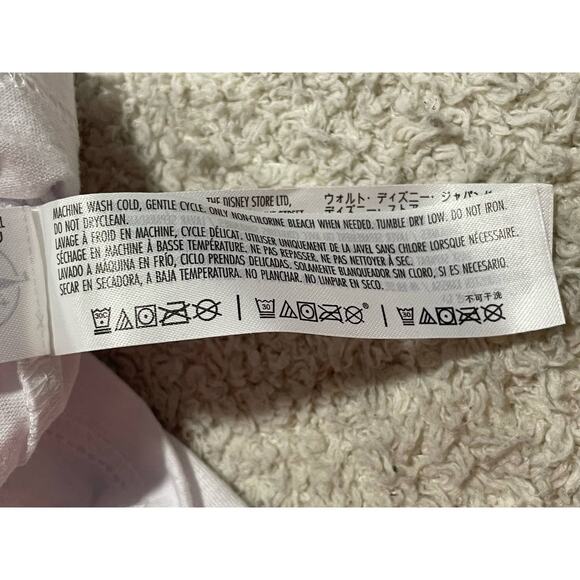 THE DISNEY STORE LTD,
ウォルト・ディズニー・ジャパン
MACHINE WASH COLD, GENTLE CYCLE. ONLY NON-CHLORINE BLEACH WHEN NEEDED. TUMBLE DRY LOW. DO NOT IRON.
DO NOT DRYCLEAN.
LAVAGE À FROID EN MACHINE, CYCLE DÉLICAT. UTILISER UNIQUEMENT DE LA JAVEL SANS CHLORE LORSQUE NÉCESSAIRE.
SÉCHAGE EN MACHINE À BASSE TEMPÉRATURE. NE PAS REPASSER. NE PAS NETTOYER À SEC.
LAVADO A MÁQUINA EN FRÍO, CICLO PRENDAS DELICADAS. SOLAMENTE BLANQUEADOR SIN CLORO, SI ES NECESARIO.
SECAR EN SECADORA, A BAJA TEMPERATURA. NO PLANCHAR. NO LIMPIAR EN SECO.
不可干洗
30C | 30 ® | 30